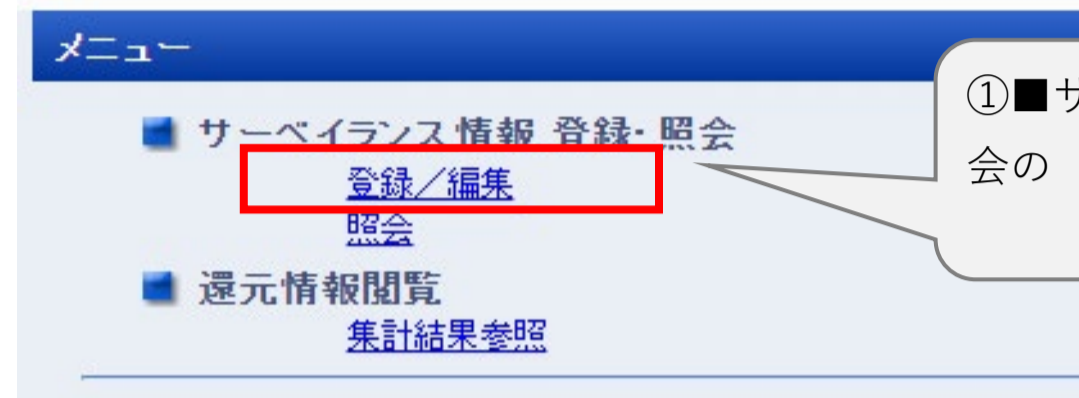 メニュー
サーベイランス情報 登録・照会
登録／編集
照会
還元情報閲覧
集計結果参照
①■サ
会の